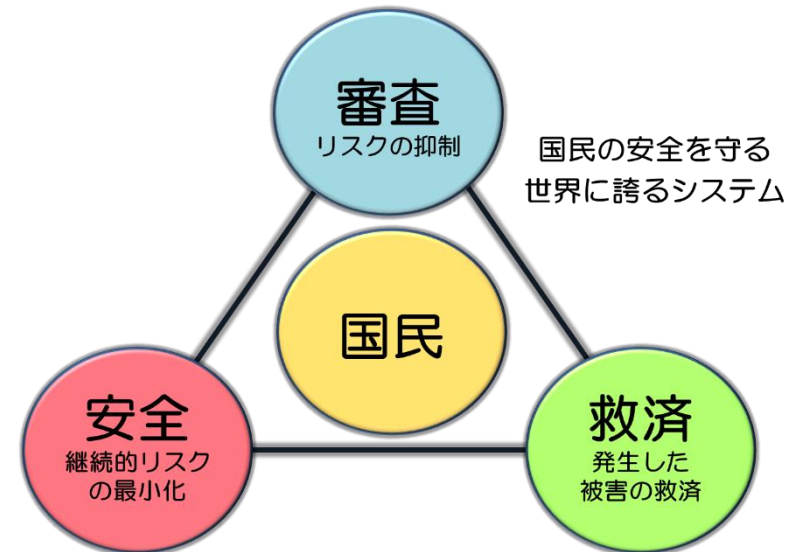 審査
リスクの抑制
国民の安全を守る
世界に誇るシステム
国民
安全
継続的リスク
の最小化
救済
発生した
被害の救済